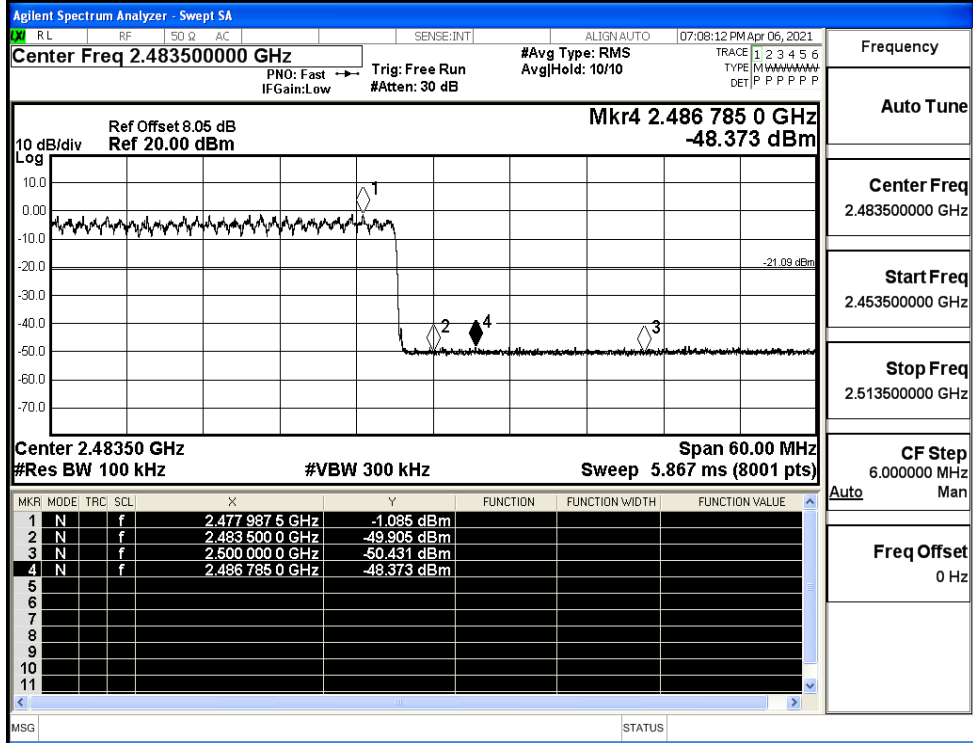 Agilent Spectrum Analyzer - Swept SA
LXI RL RF 50 Ω AC SENSE:INT ALIGNAUTO 07:08:12 PM Apr 06, 2021
Center Freq 2.483500000 GHz
PNO: Fast
IFGain:Low
Trig: Free Run
#Atten: 30 dB
#Avg Type: RMS
Avg|Hold: 10/10
TRACE 1 2 3 4 5 6
TYPE M WWWWW
DET P P P P P P
Ref Offset 8.05 dB
10 dB/div Ref 20.00 dBm
Log
Mkr4 2.486 785 0 GHz
-48.373 dBm
10.0
0.00
-10.0
-20.0
-30.0
-40.0
-50.0
-60.0
-70.0
1
-21.09 dBm
2
4
3
Center 2.48350 GHz Span 60.00 MHz
#Res BW 100 kHz #VBW 300 kHz Sweep 5.867 ms (8001 pts)
MKR MODE TRC SCL X Y FUNCTION FUNCTION WIDTH FUNCTION VALUE
1 N f 2.477 987 5 GHz -1.085 dBm
2 N f 2.483 500 0 GHz -49.905 dBm
3 N f 2.500 000 0 GHz -50.431 dBm
4 N f 2.486 785 0 GHz -48.373 dBm
5
6
7
8
9
10
11
MSG STATUS
Frequency
Auto Tune
Center Freq
2.483500000 GHz
Start Freq
2.453500000 GHz
Stop Freq
2.513500000 GHz
CF Step
6.000000 MHz
Auto Man
Freq Offset
0 Hz